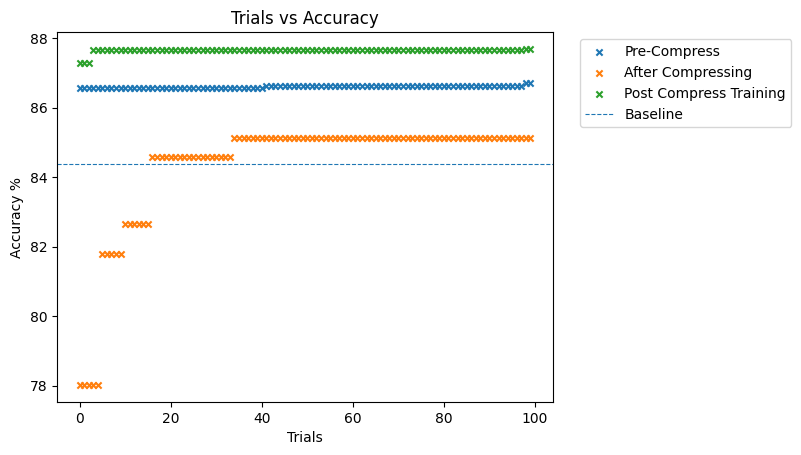 Trials vs Accuracy
Accuracy %
88
86
84
82
80
78
0
20
40
60
80
100
Trials
Pre-Compress
After Compressing
Post Compress Training
Baseline